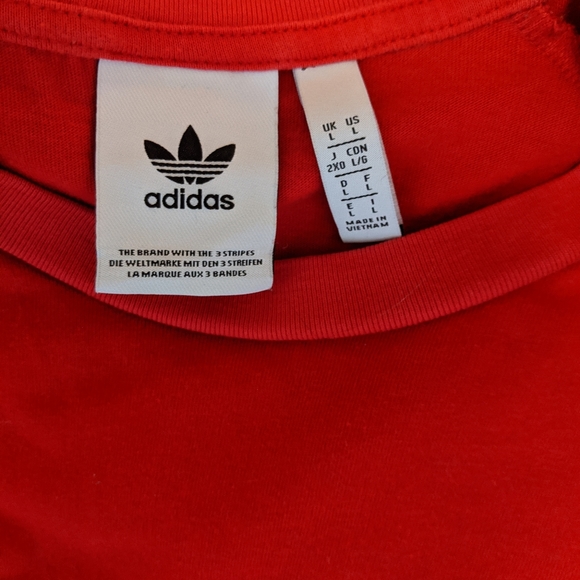 adidas
THE BRAND WITH THE 3 STRIPES
DIE WELTMARKE MIT DEN 3 STREIFEN
LA MARQUE AUX 3 BANDES
UK US
L L
J CDN
2XO L/G
D F
L L
E I
L L
MADE IN
VIETNAM